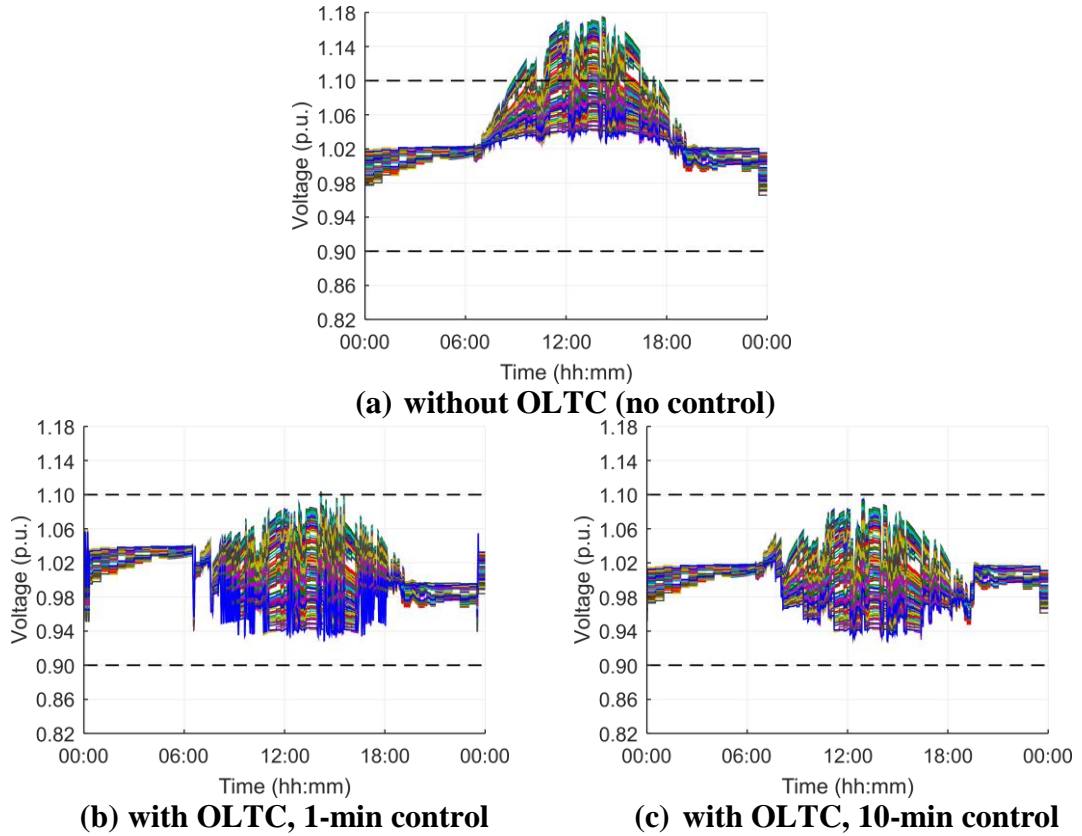 1.18
1.14
1.10
1.06
1.02
0.98
0.94
0.90
0.86
0.82
Voltage (p.u.)
00:00 06:00 12:00 18:00 00:00
Time (hh:mm)
(a) without OLTC (no control)
1.18
1.14
1.10
1.06
1.02
0.98
0.94
0.90
0.86
0.82
Voltage (p.u.)
00:00 06:00 12:00 18:00 00:00
Time (hh:mm)
(b) with OLTC, 1-min control
1.18
1.14
1.10
1.06
1.02
0.98
0.94
0.90
0.86
0.82
Voltage (p.u.)
00:00 06:00 12:00 18:00 00:00
Time (hh:mm)
(c) with OLTC, 10-min control